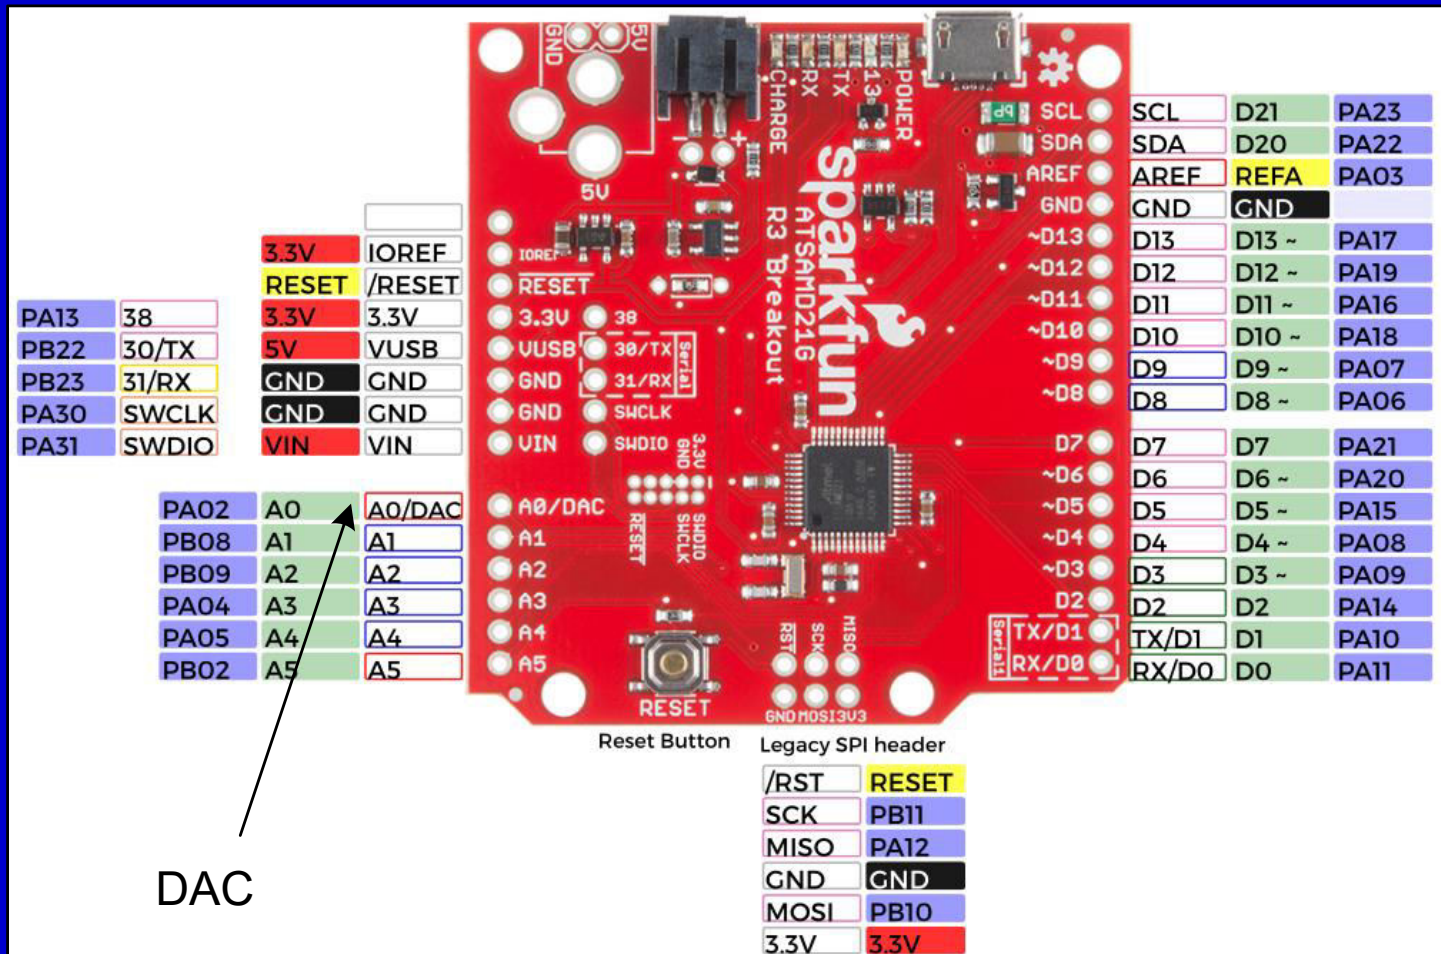 GND
5V
5V
- +
CHARGE
RX
TX
13
POWER
sparkfun
ATSAMD21G
R3 Breakout
SCL SCL D21 PA23
SDA SDA D20 PA22
AREF AREF REFA PA03
GND GND GND
~D13 D13 D13 ~ PA17
~D12 D12 D12 ~ PA19
~D11 D11 D11 ~ PA16
~D10 D10 D10 ~ PA18
~D9 D9 D9 ~ PA07
~D8 D8 D8 ~ PA06
D7 D7 D7 PA21
~D6 D6 D6 ~ PA20
~D5 D5 D5 ~ PA15
~D4 D4 D4 ~ PA08
~D3 D3 D3 ~ PA09
D2 D2 D2 PA14
TX/D1 TX/D1 D1 PA10
RX/D0 RX/D0 D0 PA11
Serial1
3.3V IOREF IOREF
RESET /RESET RESET
PA13 38 3.3V 3.3V 3.3V 38
PB22 30/TX 5V VUSB VUSB 30/TX
PB23 31/RX GND GND GND 31/RX
Serial
PA30 SWCLK GND GND GND SWCLK
PA31 SWDIO VIN VIN VIN SWDIO
3.3V
GND
SWDIO
SWCLK
RESET
PA02 A0 A0/DAC A0/DAC
PB08 A1 A1 A1
PB09 A2 A2 A2
PA04 A3 A3 A3
PA05 A4 A4 A4
PB02 A5 A5 A5
RESET
RST
SCK
MISO
GND MOSI 3V3
Reset Button
Legacy SPI header
/RST RESET
SCK PB11
MISO PA12
GND GND
MOSI PB10
3.3V 3.3V
DAC